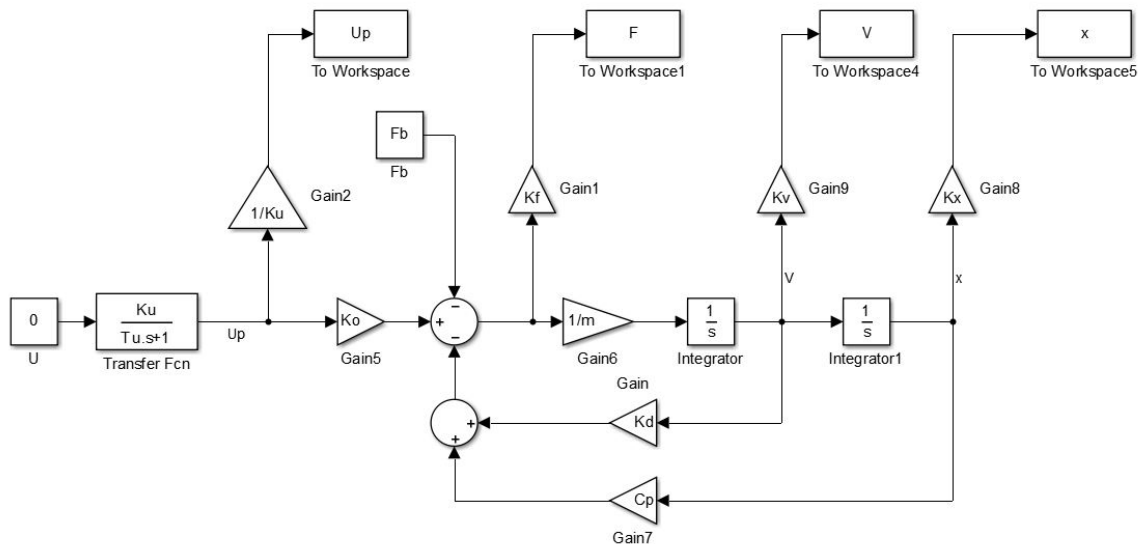 Up
To Workspace
F
To Workspace1
V
To Workspace4
x
To Workspace5
Fb
Fb
1/Ku
Gain2
Kf
Gain1
Kv
Gain9
Kx
Gain8
V
x
0
U
Ku
Tu.s+1
Transfer Fcn
Up
Ko
Gain5
−
+
−
1/m
Gain6
1
s
Integrator
1
s
Integrator1
Gain
Kd
+
+
Cp
Gain7